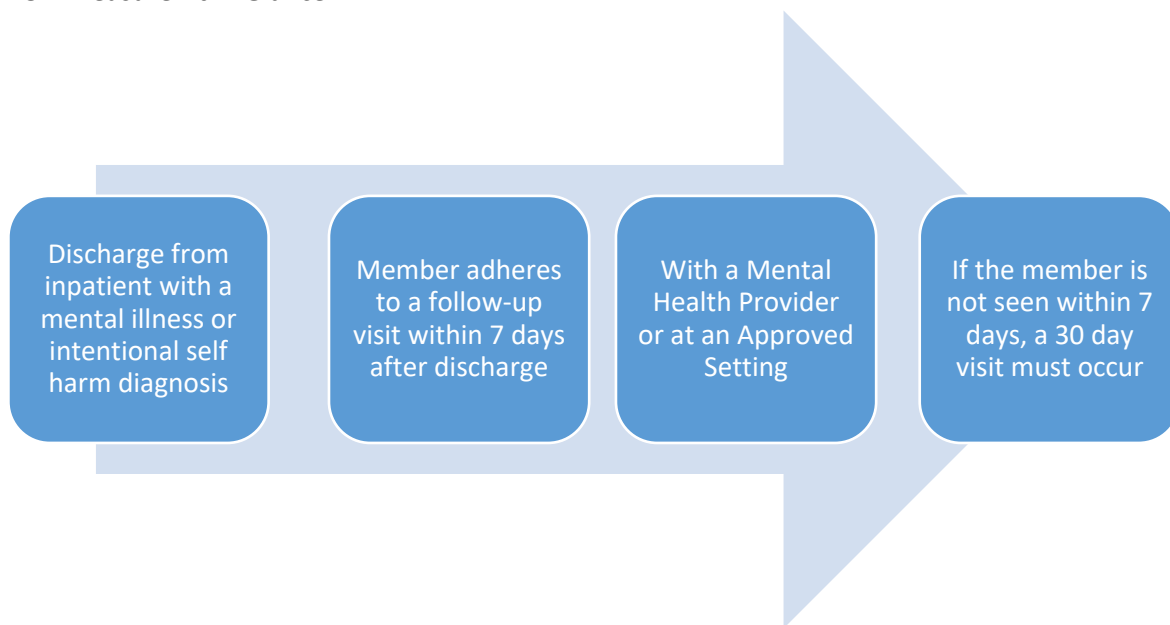 Discharge from
inpatient with a
mental illness or
intentional self
harm diagnosis
Member adheres
to a follow-up
visit within 7 days
after discharge
With a Mental
Health Provider
or at an Approved
Setting
If the member is
not seen within 7
days, a 30 day
visit must occur